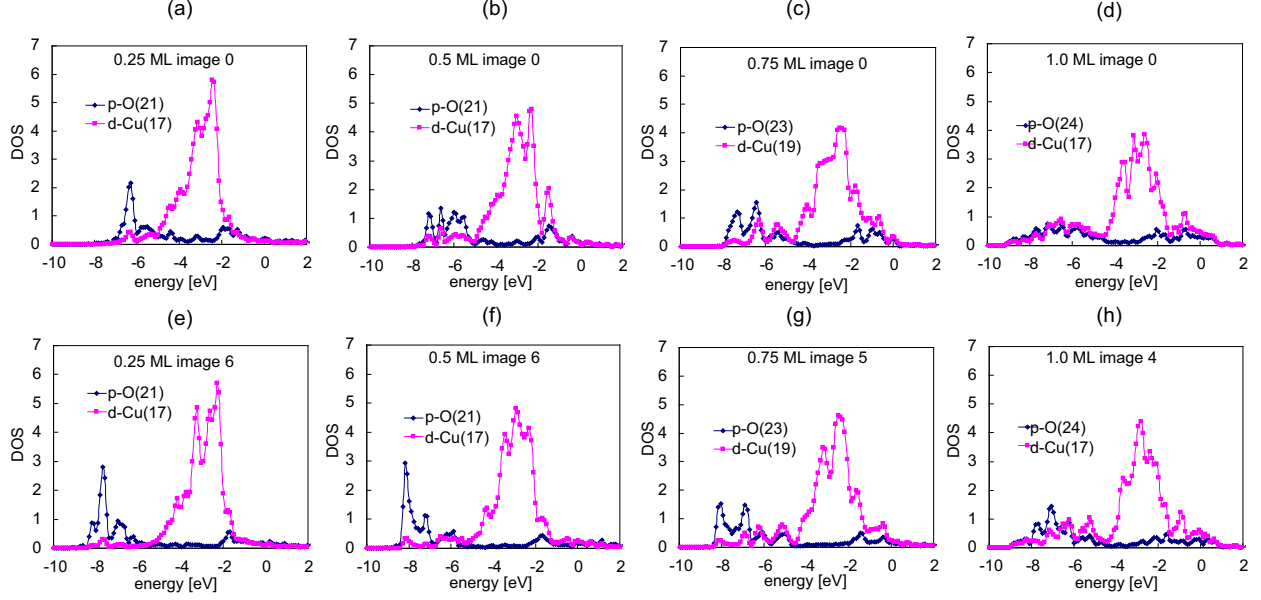 (a)
(b)
(c)
(d)
7
6
5
4
3
2
1
0
DOS
0.25 ML image 0
p-O(21)
d-Cu(17)
-10 -8 -6 -4 -2 0 2
energy [eV]
7
6
5
4
3
2
1
0
DOS
0.5 ML image 0
p-O(21)
d-Cu(17)
-10 -8 -6 -4 -2 0 2
energy [eV]
7
6
5
4
3
2
1
0
DOS
0.75 ML image 0
p-O(23)
d-Cu(19)
-10 -8 -6 -4 -2 0 2
energy [eV]
7
6
5
4
3
2
1
0
DOS
1.0 ML image 0
p-O(24)
d-Cu(17)
-10 -8 -6 -4 -2 0 2
energy [eV]
(e)
(f)
(g)
(h)
7
6
5
4
3
2
1
0
DOS
0.25 ML image 6
p-O(21)
d-Cu(17)
-10 -8 -6 -4 -2 0 2
energy [eV]
7
6
5
4
3
2
1
0
DOS
0.5 ML image 6
p-O(21)
d-Cu(17)
-10 -8 -6 -4 -2 0 2
energy [eV]
7
6
5
4
3
2
1
0
DOS
0.75 ML image 5
p-O(23)
d-Cu(19)
-10 -8 -6 -4 -2 0 2
energy [eV]
7
6
5
4
3
2
1
0
DOS
1.0 ML image 4
p-O(24)
d-Cu(17)
-10 -8 -6 -4 -2 0 2
energy [eV]